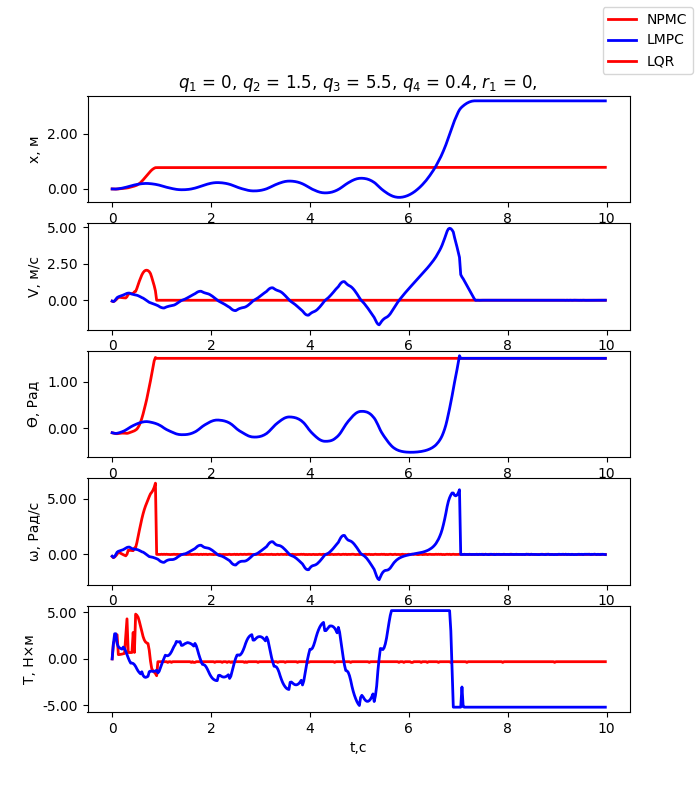 NPMC
LMPC
LQR
q₁ = 0, q₂ = 1.5, q₃ = 5.5, q₄ = 0.4, r₁ = 0,
x, м
2.00
0.00
0 2 4 6 8 10
V, м/с
5.00
2.50
0.00
0 2 4 6 8 10
Θ, Рад
1.00
0.00
0 2 4 6 8 10
ω, Рад/с
5.00
0.00
0 2 4 6 8 10
T, Н×м
5.00
0.00
-5.00
0 2 4 6 8 10
t,c